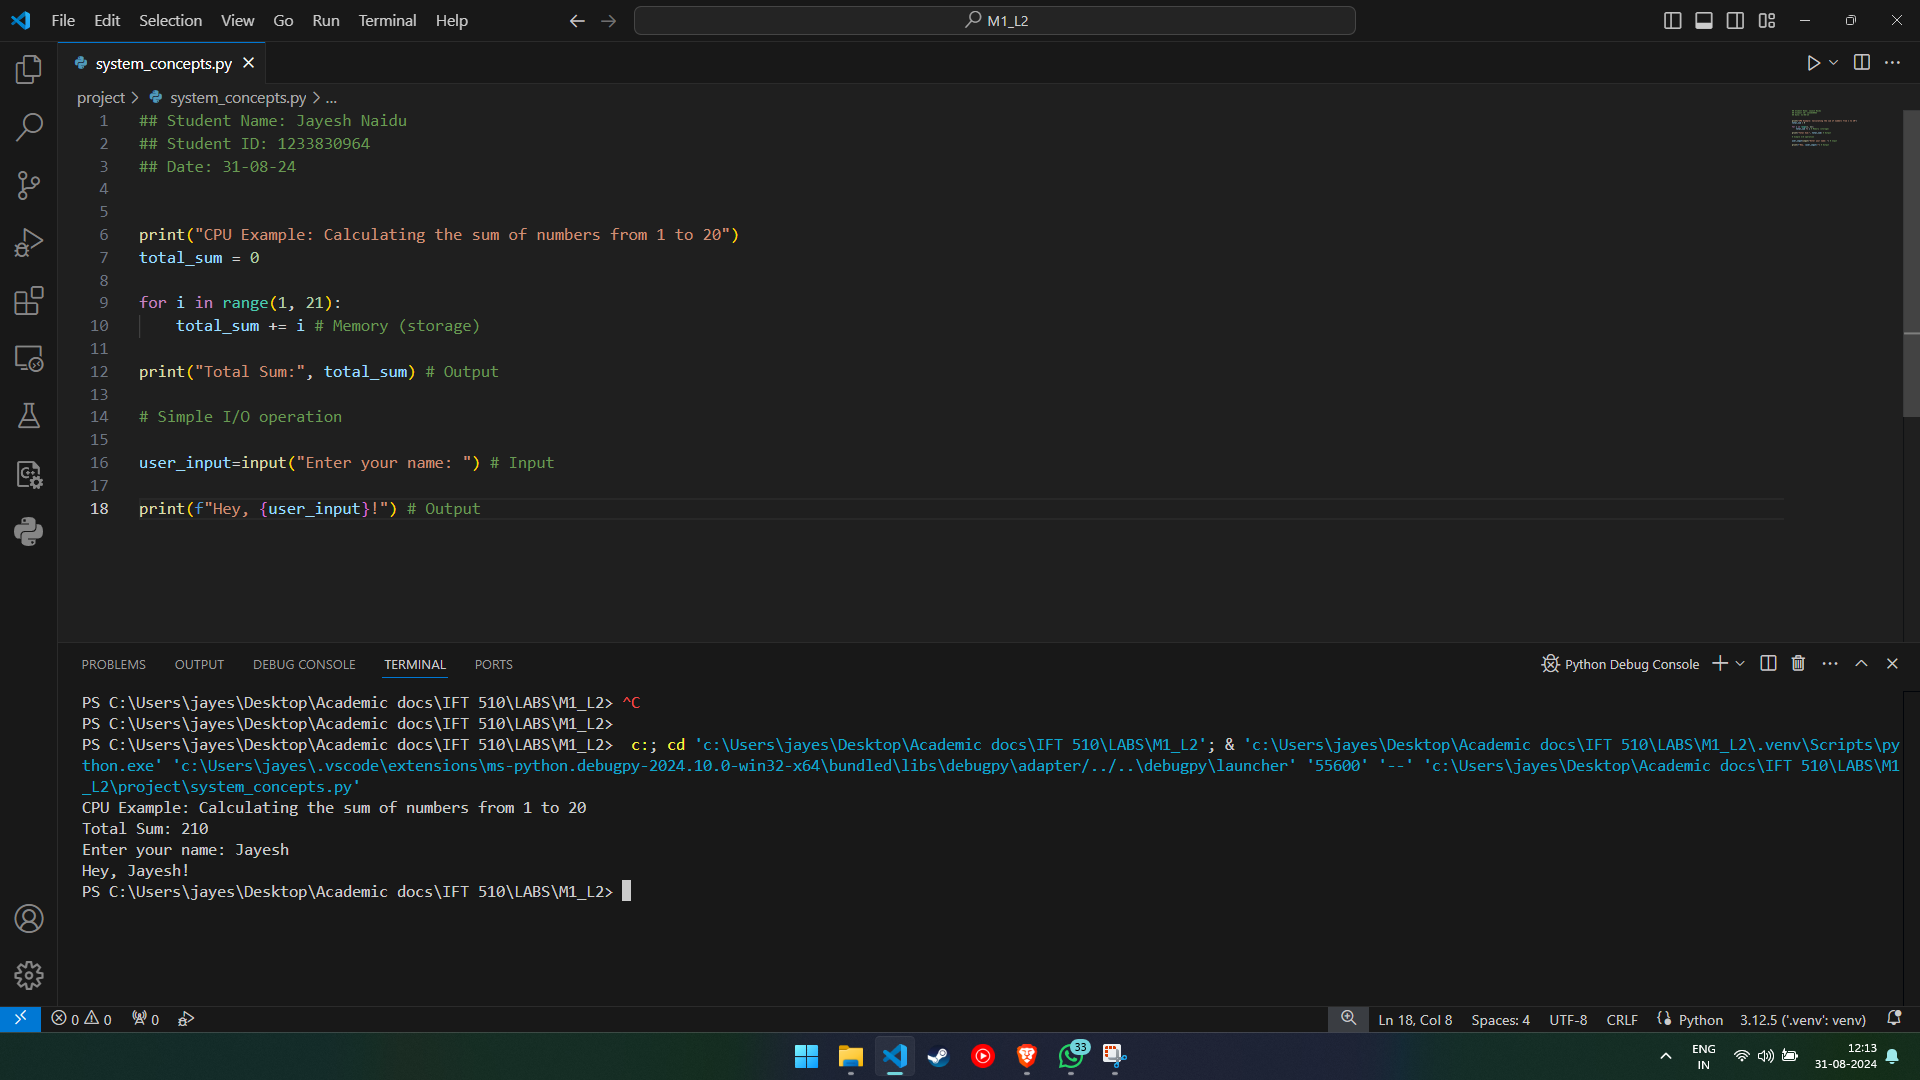 File Edit Selection View Go Run Terminal Help
M1_L2
system_concepts.py
project > system_concepts.py > ...
1 ## Student Name: Jayesh Naidu
2 ## Student ID: 1233830964
3 ## Date: 31-08-24
4
5
6 print("CPU Example: Calculating the sum of numbers from 1 to 20")
7 total_sum = 0
8
9 for i in range(1, 21):
10     total_sum += i # Memory (storage)
11
12 print("Total Sum:", total_sum) # Output
13
14 # Simple I/O operation
15
16 user_input=input("Enter your name: ") # Input
17
18 print(f"Hey, {user_input}!") # Output
PROBLEMS OUTPUT DEBUG CONSOLE TERMINAL PORTS
Python Debug Console
PS C:\Users\jayes\Desktop\Academic docs\IFT 510\LABS\M1_L2> ^C
PS C:\Users\jayes\Desktop\Academic docs\IFT 510\LABS\M1_L2>
PS C:\Users\jayes\Desktop\Academic docs\IFT 510\LABS\M1_L2>  c:; cd 'c:\Users\jayes\Desktop\Academic docs\IFT 510\LABS\M1_L2'; & 'c:\Users\jayes\Desktop\Academic docs\IFT 510\LABS\M1_L2\.venv\Scripts\py
thon.exe' 'c:\Users\jayes\.vscode\extensions\ms-python.debugpy-2024.10.0-win32-x64\bundled\libs\debugpy\adapter/../..\debugpy\launcher' '55600' '--' 'c:\Users\jayes\Desktop\Academic docs\IFT 510\LABS\M1
_L2\project\system_concepts.py'
CPU Example: Calculating the sum of numbers from 1 to 20
Total Sum: 210
Enter your name: Jayesh
Hey, Jayesh!
PS C:\Users\jayes\Desktop\Academic docs\IFT 510\LABS\M1_L2>
0 0 0
Ln 18, Col 8 Spaces: 4 UTF-8 CRLF Python 3.12.5 ('.venv': venv)
33
ENG
IN
12:13
31-08-2024